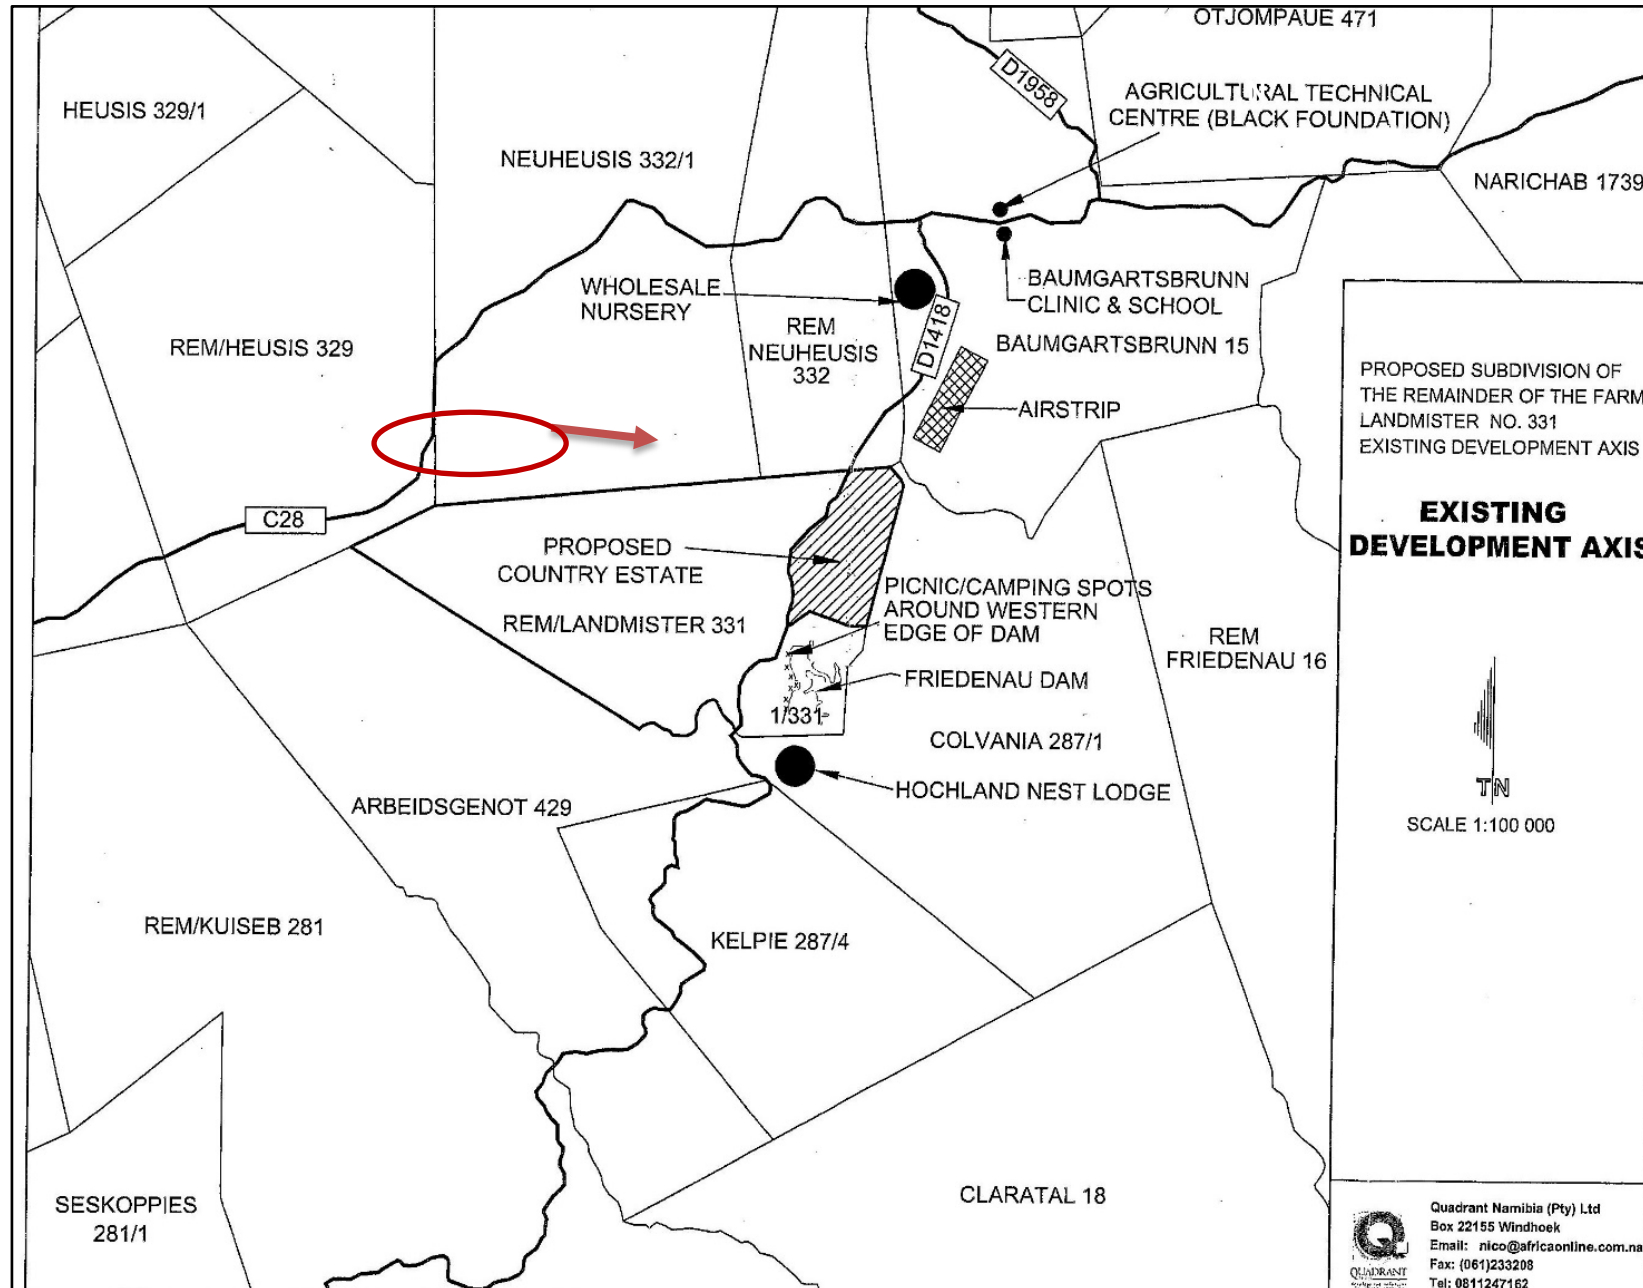 OTJOMPAUE 471
D1958
AGRICULTURAL TECHNICAL
CENTRE (BLACK FOUNDATION)
HEUSIS 329/1
NEUHEUSIS 332/1
NARICHAB 1739
WHOLESALE
NURSERY
BAUMGARTSBRUNN
CLINIC & SCHOOL
D1418
REM
NEUHEUSIS
332
BAUMGARTSBRUNN 15
REM/HEUSIS 329
AIRSTRIP
PROPOSED SUBDIVISION OF
THE REMAINDER OF THE FARM
LANDMISTER NO. 331
EXISTING DEVELOPMENT AXIS
EXISTING
DEVELOPMENT AXIS
C28
PROPOSED
COUNTRY ESTATE
PICNIC/CAMPING SPOTS
AROUND WESTERN
EDGE OF DAM
REM/LANDMISTER 331
REM
FRIEDENAU 16
FRIEDENAU DAM
1/331
COLVANIA 287/1
HOCHLAND NEST LODGE
TN
SCALE 1:100 000
ARBEIDSGENOT 429
REM/KUISEB 281
KELPIE 287/4
SESKOPPIES
281/1
CLARATAL 18
Quadrant Namibia (Pty) Ltd
Box 22155 Windhoek
Email: nico@africaonline.com.na
Fax: (061)233208
Tel: 0811247162
QUADRANT